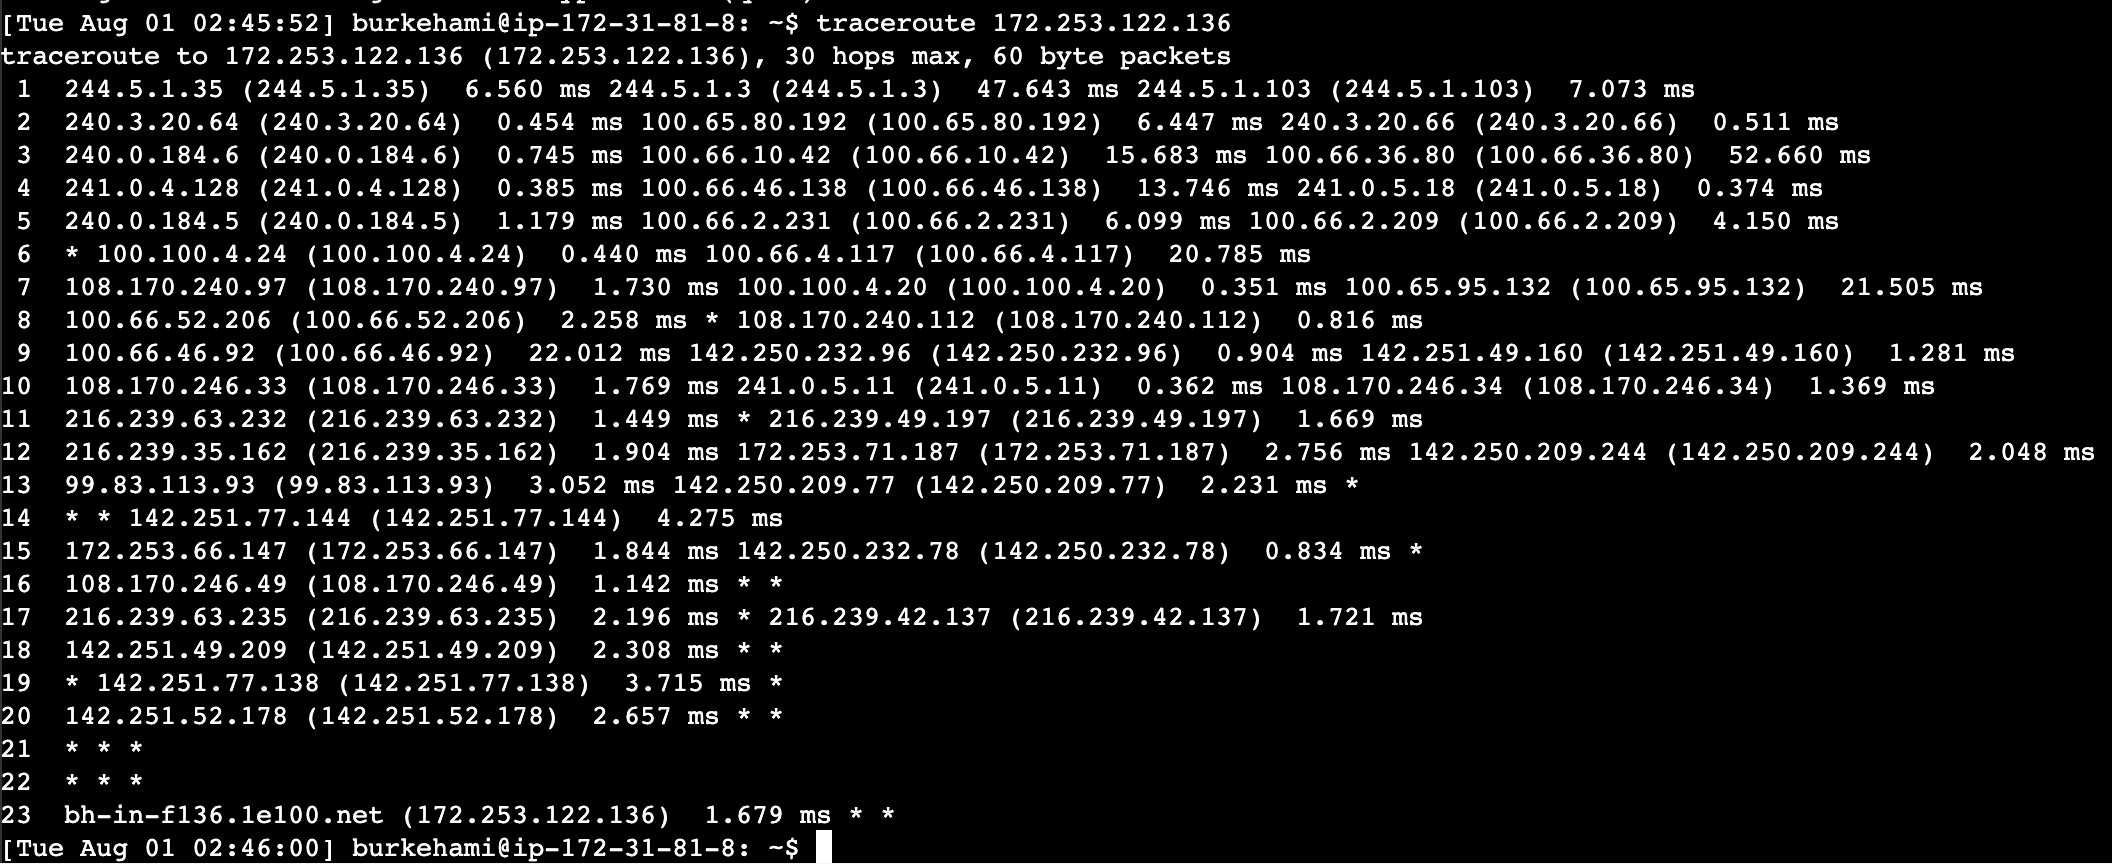 [Tue Aug 01 02:45:52] burkehami@ip-172-31-81-8: ~$ traceroute 172.253.122.136
traceroute to 172.253.122.136 (172.253.122.136), 30 hops max, 60 byte packets
 1  244.5.1.35 (244.5.1.35)  6.560 ms 244.5.1.3 (244.5.1.3)  47.643 ms 244.5.1.103 (244.5.1.103)  7.073 ms
 2  240.3.20.64 (240.3.20.64)  0.454 ms 100.65.80.192 (100.65.80.192)  6.447 ms 240.3.20.66 (240.3.20.66)  0.511 ms
 3  240.0.184.6 (240.0.184.6)  0.745 ms 100.66.10.42 (100.66.10.42)  15.683 ms 100.66.36.80 (100.66.36.80)  52.660 ms
 4  241.0.4.128 (241.0.4.128)  0.385 ms 100.66.46.138 (100.66.46.138)  13.746 ms 241.0.5.18 (241.0.5.18)  0.374 ms
 5  240.0.184.5 (240.0.184.5)  1.179 ms 100.66.2.231 (100.66.2.231)  6.099 ms 100.66.2.209 (100.66.2.209)  4.150 ms
 6  * 100.100.4.24 (100.100.4.24)  0.440 ms 100.66.4.117 (100.66.4.117)  20.785 ms
 7  108.170.240.97 (108.170.240.97)  1.730 ms 100.100.4.20 (100.100.4.20)  0.351 ms 100.65.95.132 (100.65.95.132)  21.505 ms
 8  100.66.52.206 (100.66.52.206)  2.258 ms * 108.170.240.112 (108.170.240.112)  0.816 ms
 9  100.66.46.92 (100.66.46.92)  22.012 ms 142.250.232.96 (142.250.232.96)  0.904 ms 142.251.49.160 (142.251.49.160)  1.281 ms
10  108.170.246.33 (108.170.246.33)  1.769 ms 241.0.5.11 (241.0.5.11)  0.362 ms 108.170.246.34 (108.170.246.34)  1.369 ms
11  216.239.63.232 (216.239.63.232)  1.449 ms * 216.239.49.197 (216.239.49.197)  1.669 ms
12  216.239.35.162 (216.239.35.162)  1.904 ms 172.253.71.187 (172.253.71.187)  2.756 ms 142.250.209.244 (142.250.209.244)  2.048 ms
13  99.83.113.93 (99.83.113.93)  3.052 ms 142.250.209.77 (142.250.209.77)  2.231 ms *
14  * * 142.251.77.144 (142.251.77.144)  4.275 ms
15  172.253.66.147 (172.253.66.147)  1.844 ms 142.250.232.78 (142.250.232.78)  0.834 ms *
16  108.170.246.49 (108.170.246.49)  1.142 ms * *
17  216.239.63.235 (216.239.63.235)  2.196 ms * 216.239.42.137 (216.239.42.137)  1.721 ms
18  142.251.49.209 (142.251.49.209)  2.308 ms * *
19  * 142.251.77.138 (142.251.77.138)  3.715 ms *
20  142.251.52.178 (142.251.52.178)  2.657 ms * *
21  * * *
22  * * *
23  bh-in-f136.1e100.net (172.253.122.136)  1.679 ms * *
[Tue Aug 01 02:46:00] burkehami@ip-172-31-81-8: ~$